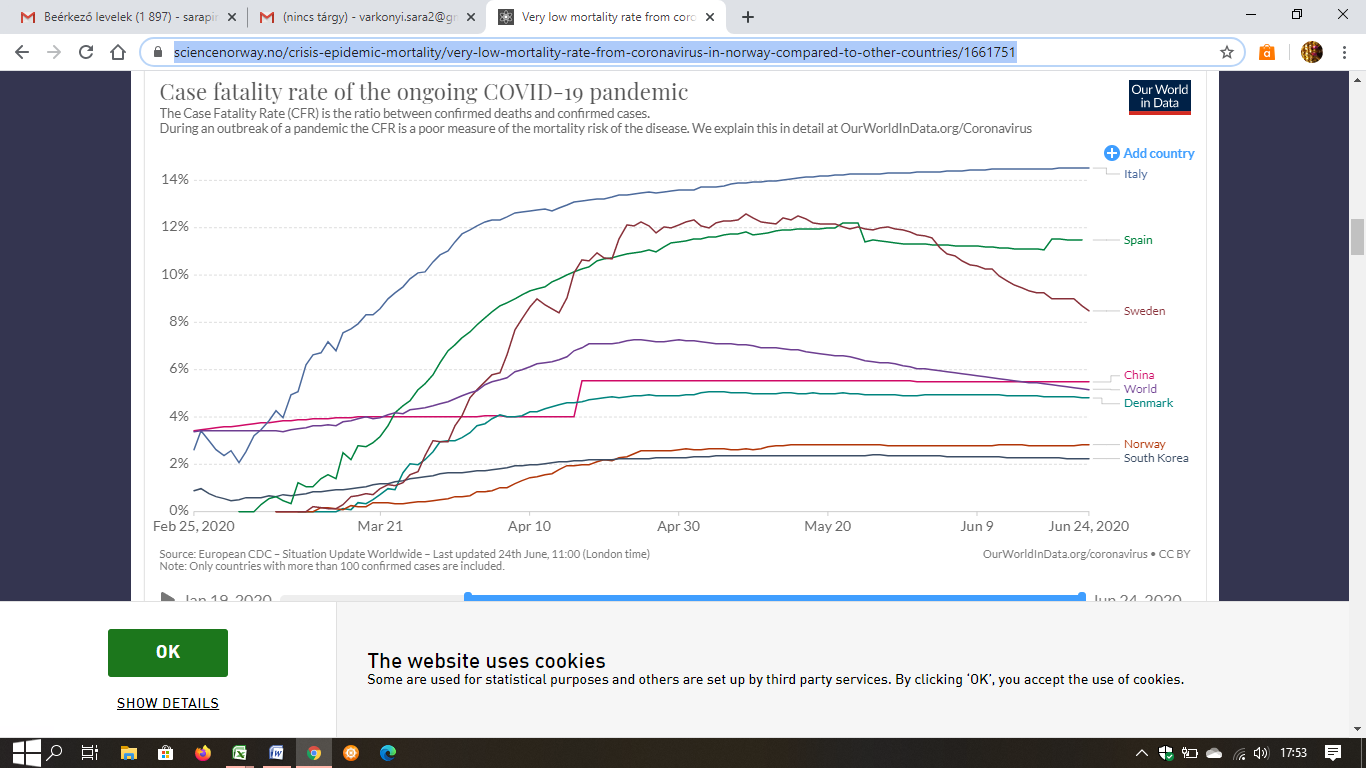 Beérkező levelek (1 897) - sarapir
(nincs tárgy) - varkonyi.sara2@gm
Very low mortality rate from coro
sciencenorway.no/crisis-epidemic-mortality/very-low-mortality-rate-from-coronavirus-in-norway-compared-to-other-countries/1661751
Case fatality rate of the ongoing COVID-19 pandemic
Our World
in Data
The Case Fatality Rate (CFR) is the ratio between confirmed deaths and confirmed cases.
During an outbreak of a pandemic the CFR is a poor measure of the mortality risk of the disease. We explain this in detail at OurWorldInData.org/Coronavirus
Add country
14%
12%
10%
8%
6%
4%
2%
0%
Italy
Spain
Sweden
China
World
Denmark
Norway
South Korea
Feb 25, 2020 Mar 21 Apr 10 Apr 30 May 20 Jun 9 Jun 24, 2020
Source: European CDC – Situation Update Worldwide – Last updated 24th June, 11:00 (London time)
OurWorldInData.org/coronavirus • CC BY
Note: Only countries with more than 100 confirmed cases are included.
Jan 19, 2020 Jun 24, 2020
OK
SHOW DETAILS
The website uses cookies
Some are used for statistical purposes and others are set up by third party services. By clicking ‘OK’, you accept the use of cookies.
17:53